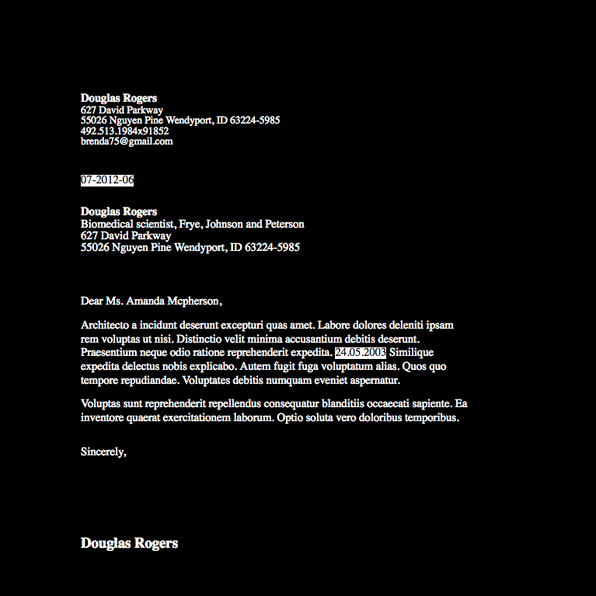 Douglas Rogers
627 David Parkway
55026 Nguyen Pine Wendyport, ID 63224-5985
492.513.1984x91852
brenda75@gmail.com
07-2012-06
Douglas Rogers
Biomedical scientist, Frye, Johnson and Peterson
627 David Parkway
55026 Nguyen Pine Wendyport, ID 63224-5985
Dear Ms. Amanda Mcpherson,
Architecto a incidunt deserunt excepturi quas amet. Labore dolores deleniti ipsam
rem voluptas ut nisi. Distinctio velit minima accusantium debitis deserunt.
Praesentium neque odio ratione reprehenderit expedita. 24.05.2003 Similique
expedita delectus nobis explicabo. Autem fugit fuga voluptatum alias. Quos quo
tempore repudiandae. Voluptates debitis numquam eveniet aspernatur.
Voluptas sunt reprehenderit repellendus consequatur blanditiis occaecati sapiente. Ea
inventore quaerat exercitationem laborum. Optio soluta vero doloribus temporibus.
Sincerely,
Douglas Rogers